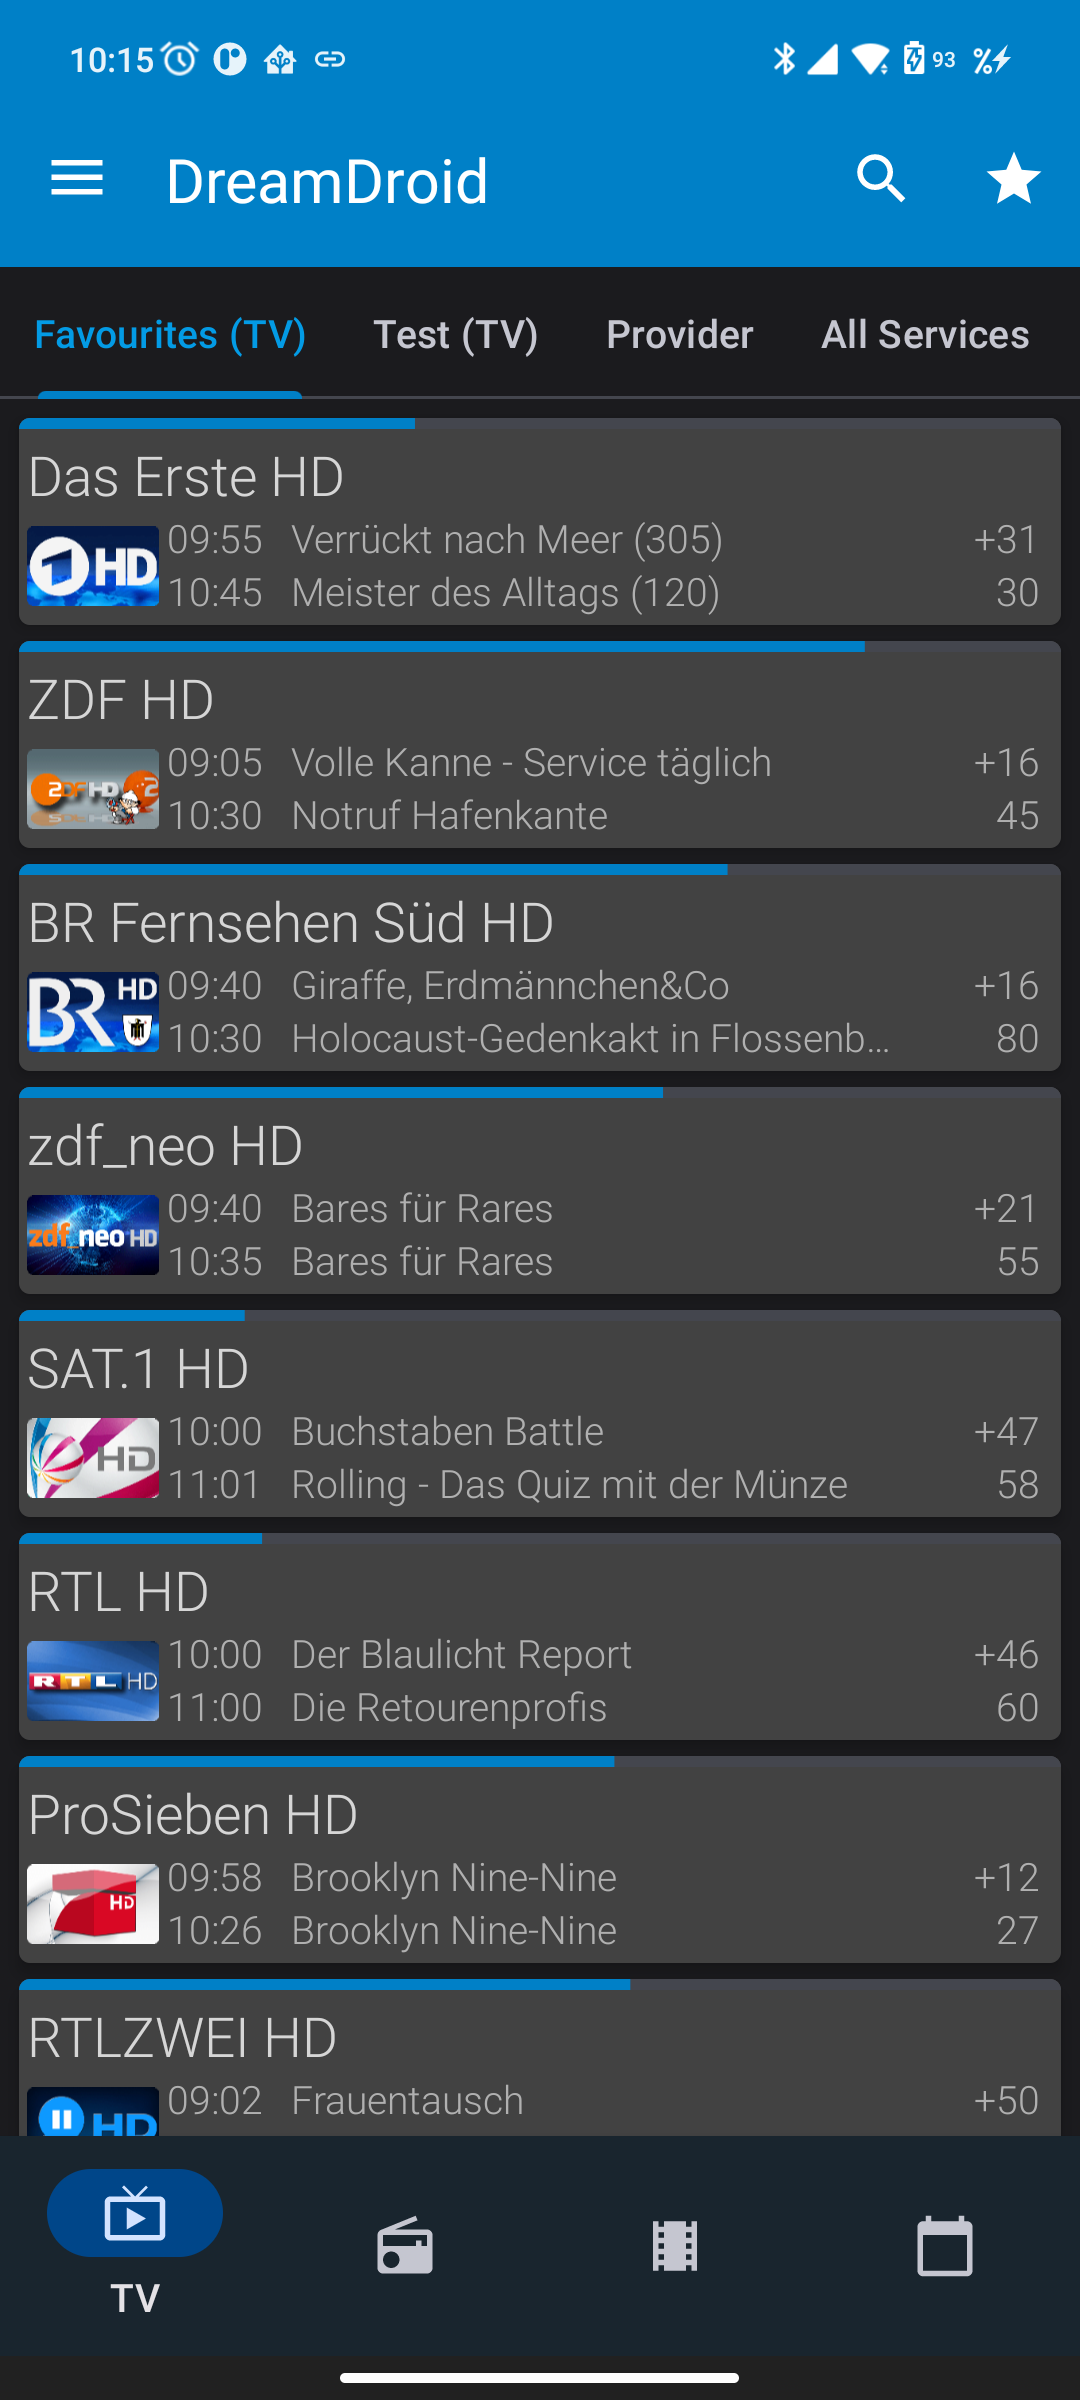 10:15 93 %
DreamDroid
Favourites (TV) Test (TV) Provider All Services
Das Erste HD
HD 09:55 Verrückt nach Meer (305) +31
10:45 Meister des Alltags (120) 30
ZDF HD
ZDF HD 2 09:05 Volle Kanne - Service täglich +16
10:30 Notruf Hafenkante 45
BR Fernsehen Süd HD
BR HD 09:40 Giraffe, Erdmännchen&Co +16
10:30 Holocaust-Gedenkakt in Flossenb... 80
zdf_neo HD
zdf_neo HD 09:40 Bares für Rares +21
10:35 Bares für Rares 55
SAT.1 HD
HD 10:00 Buchstaben Battle +47
11:01 Rolling - Das Quiz mit der Münze 58
RTL HD
RTL HD 10:00 Der Blaulicht Report +46
11:00 Die Retourenprofis 60
ProSieben HD
HD 09:58 Brooklyn Nine-Nine +12
10:26 Brooklyn Nine-Nine 27
RTLZWEI HD
HD 09:02 Frauentausch +50
TV